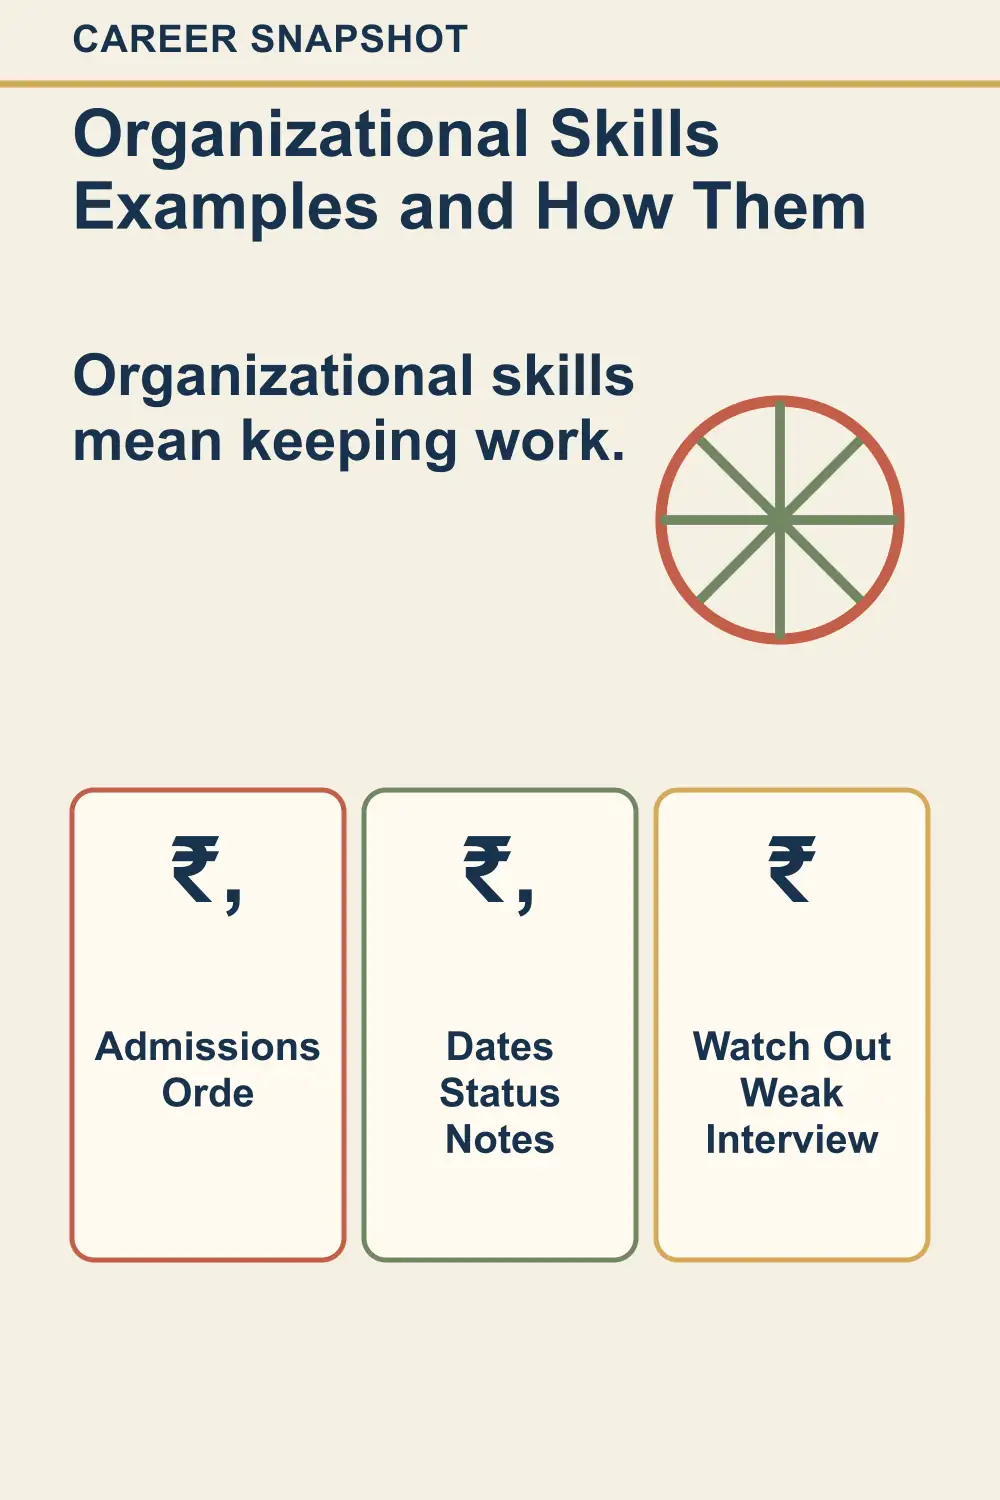 CAREER SNAPSHOT
Organizational Skills
Examples and How Them
Organizational skills
mean keeping work.
₹,
Admissions
Orde
₹,
Dates
Status
Notes
₹
Watch Out
Weak
Interview